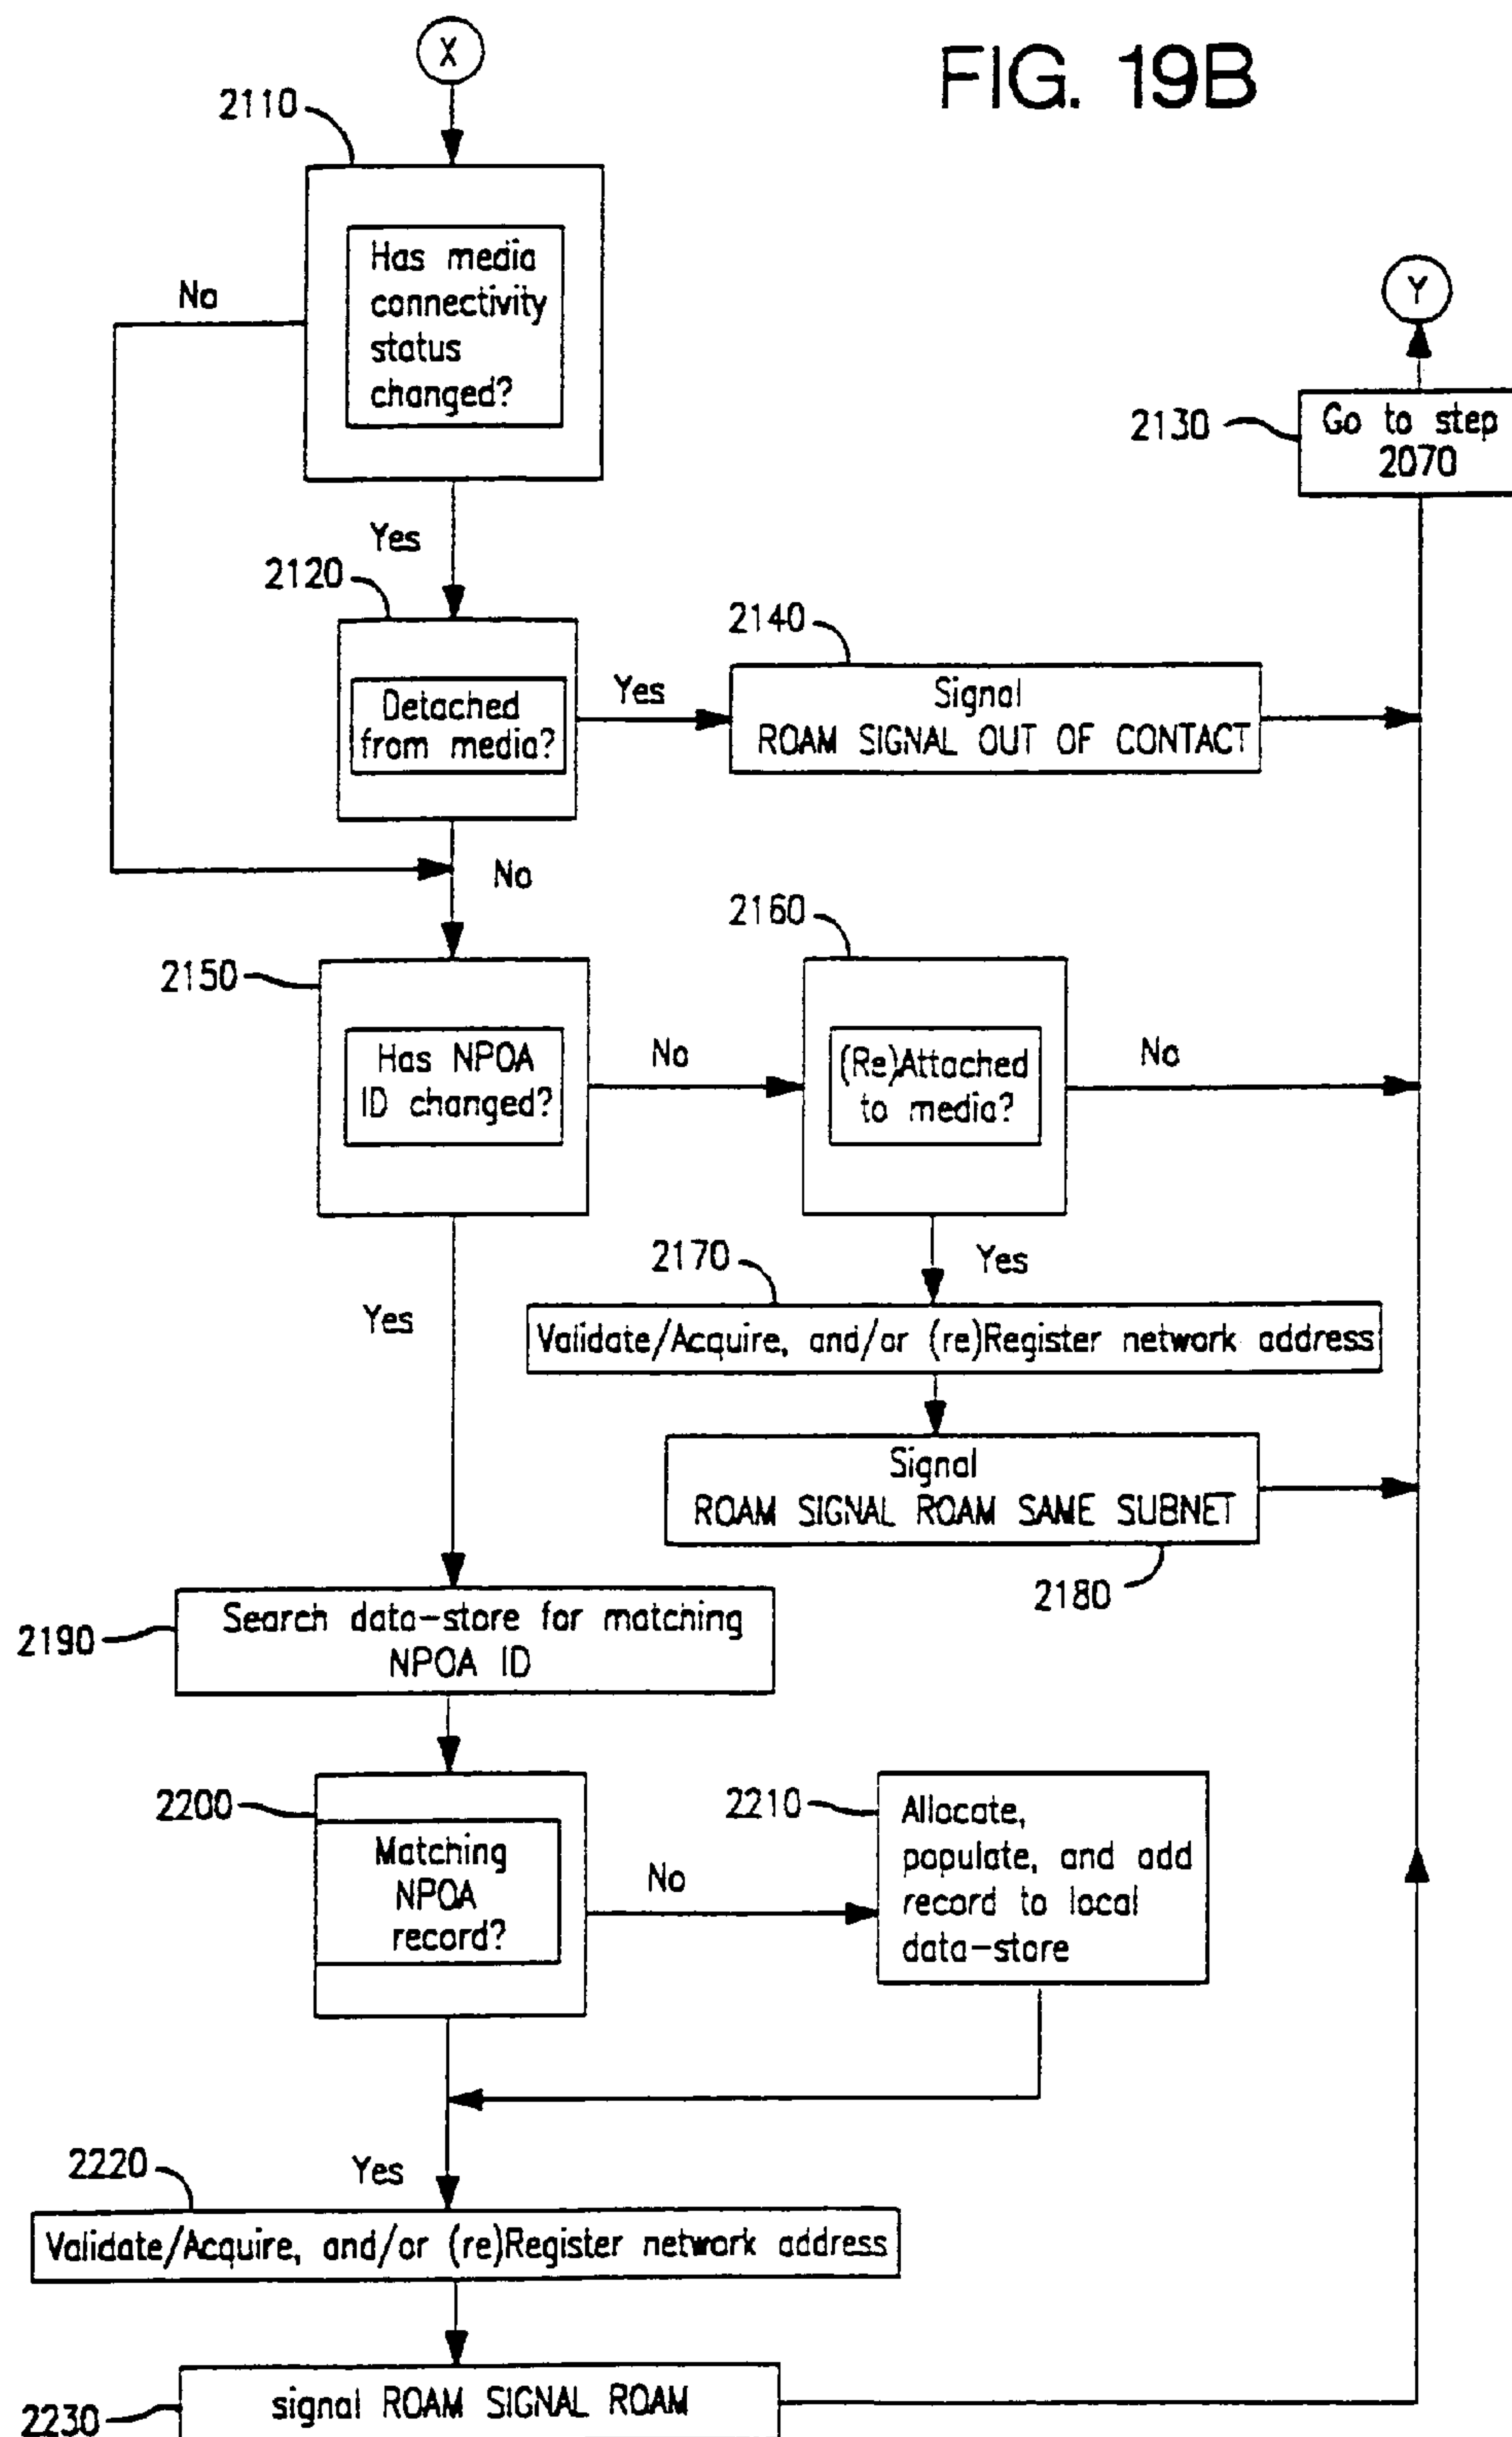 FIG. 19B
X
2110
Has media
connectivity
status
changed?
No
Yes
Y
2130
Go to step
2070
2120
Detached
from media?
Yes
No
2140
Signal
ROAM SIGNAL OUT OF CONTACT
2150
Has NPOA
ID changed?
No
Yes
2160
(Re)Attached
to media?
No
Yes
2170
Validate/Acquire, and/or (re)Register network address
Signal
ROAM SIGNAL ROAM SAME SUBNET
2180
2190
Search data-store for matching
NPOA ID
2200
Matching
NPOA
record?
No
2210
Allocate,
populate, and add
record to local
data-store
Yes
2220
Validate/Acquire, and/or (re)Register network address
2230
signal ROAM SIGNAL ROAM